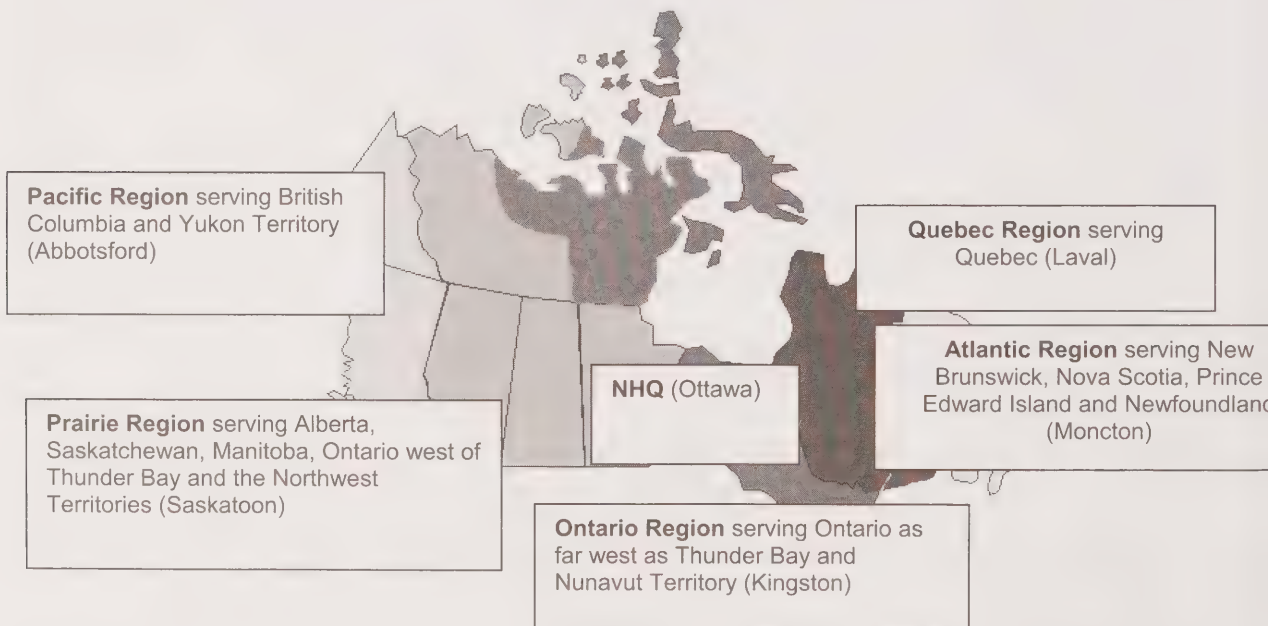 Pacific Region serving British
Columbia and Yukon Territory
(Abbotsford)
Quebec Region serving
Quebec (Laval)
Atlantic Region serving New
Brunswick, Nova Scotia, Prince
Edward Island and Newfoundland
(Moncton)
NHQ (Ottawa)
Prairie Region serving Alberta,
Saskatchewan, Manitoba, Ontario west of
Thunder Bay and the Northwest
Territories (Saskatoon)
Ontario Region serving Ontario as
far west as Thunder Bay and
Nunavut Territory (Kingston)